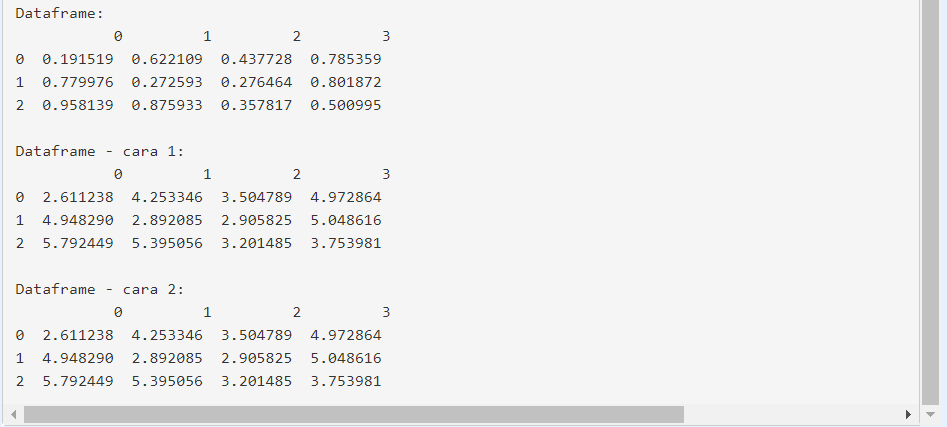 Dataframe:
          0         1         2         3
0  0.191519  0.622109  0.437728  0.785359
1  0.779976  0.272593  0.276464  0.801872
2  0.958139  0.875933  0.357817  0.500995
Dataframe - cara 1:
          0         1         2         3
0  2.611238  4.253346  3.504789  4.972864
1  4.948290  2.892085  2.905825  5.048616
2  5.792449  5.395056  3.201485  3.753981
Dataframe - cara 2:
          0         1         2         3
0  2.611238  4.253346  3.504789  4.972864
1  4.948290  2.892085  2.905825  5.048616
2  5.792449  5.395056  3.201485  3.753981